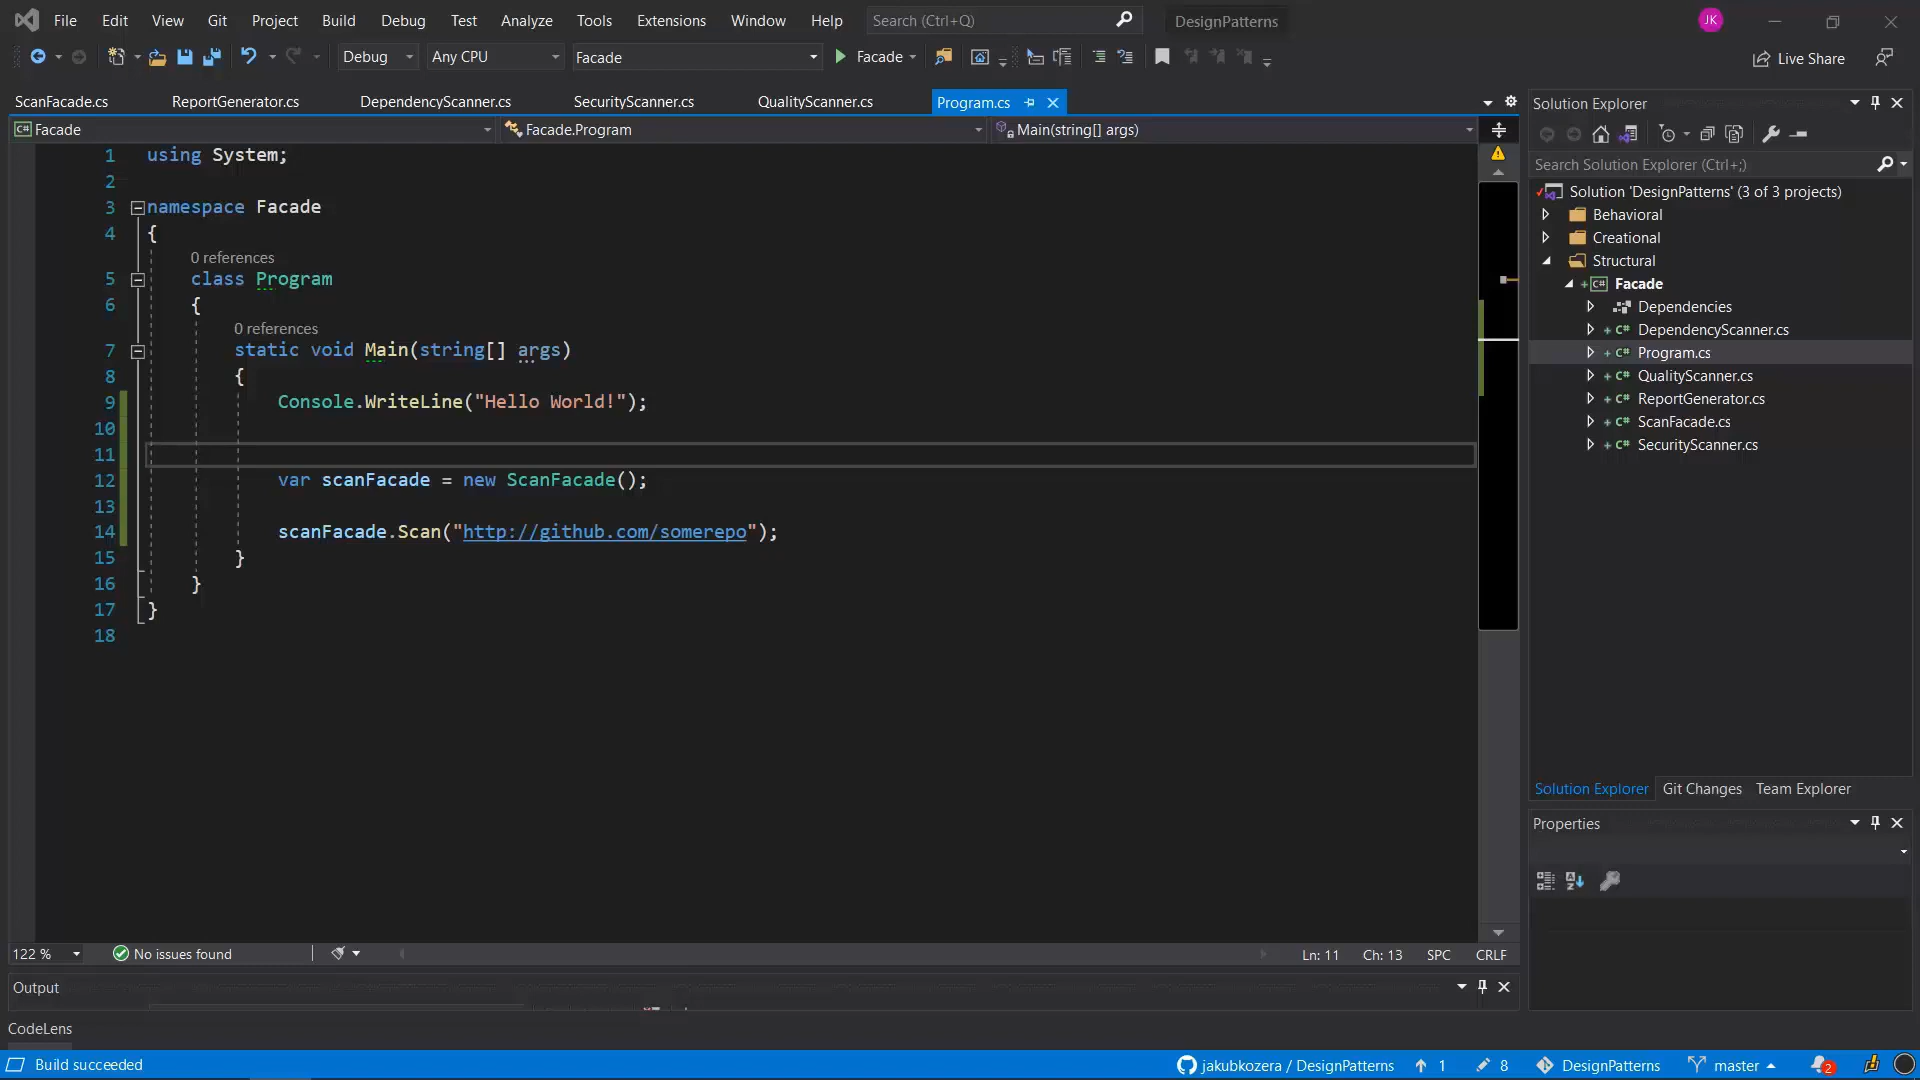 File Edit View Git Project Build Debug Test Analyze Tools Extensions Window Help Search (Ctrl+Q) DesignPatterns JK
Debug Any CPU Facade Facade Live Share
ScanFacade.cs ReportGenerator.cs DependencyScanner.cs SecurityScanner.cs QualityScanner.cs Program.cs
Facade Facade.Program Main(string[] args)
1 using System;
2
3 namespace Facade
4 {
0 references
5 class Program
6 {
0 references
7 static void Main(string[] args)
8 {
9 Console.WriteLine("Hello World!");
10
11
12 var scanFacade = new ScanFacade();
13
14 scanFacade.Scan("http://github.com/somerepo");
15 }
16 }
17 }
18
122 % No issues found Ln: 11 Ch: 13 SPC CRLF
Output
CodeLens
Solution Explorer
Search Solution Explorer (Ctrl+;)
Solution 'DesignPatterns' (3 of 3 projects)
Behavioral
Creational
Structural
C# Facade
Dependencies
C# DependencyScanner.cs
C# Program.cs
C# QualityScanner.cs
C# ReportGenerator.cs
C# ScanFacade.cs
C# SecurityScanner.cs
Solution Explorer Git Changes Team Explorer
Properties
Build succeeded jakubkozera / DesignPatterns 1 8 DesignPatterns master 2